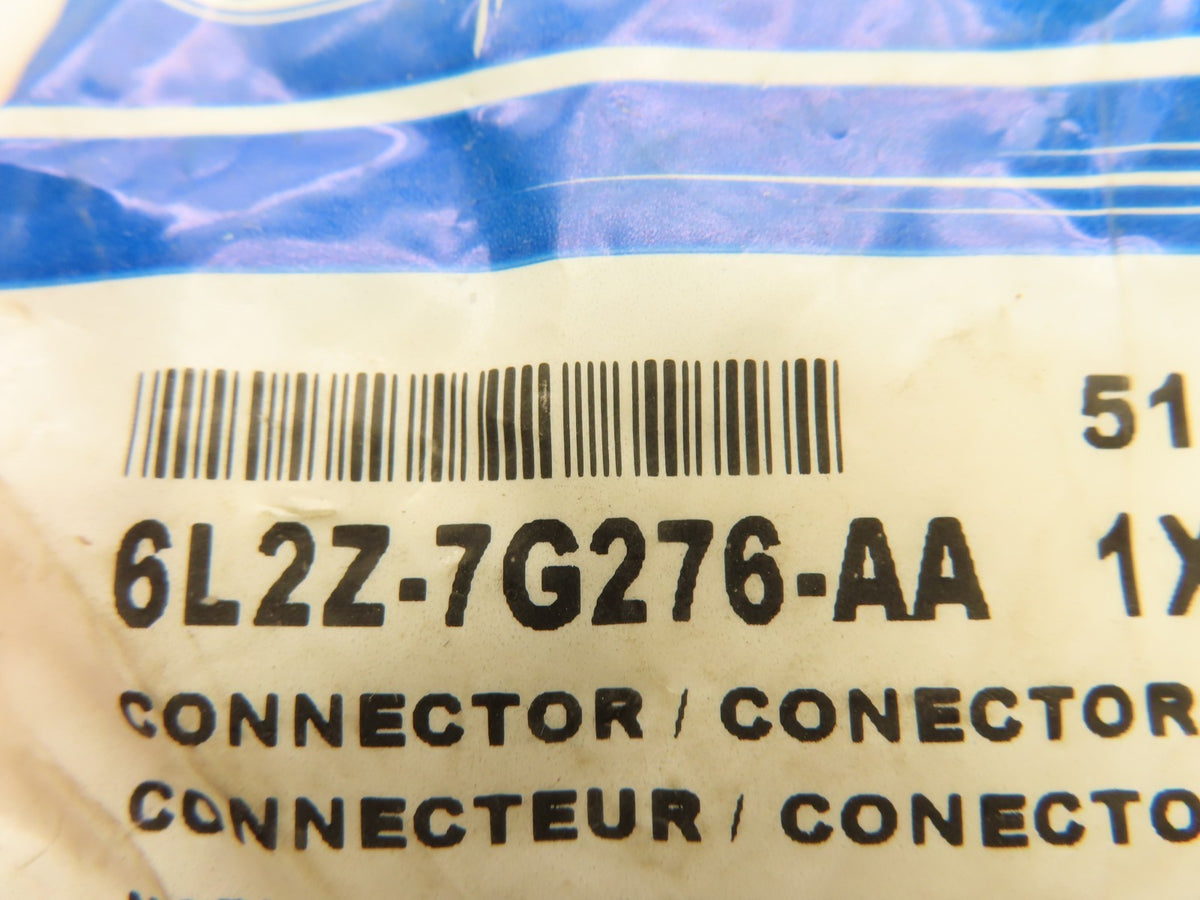 51
6L2Z-7G276-AA 1X
CONNECTOR / CONECTOR
CONNECTEUR / CONECTO